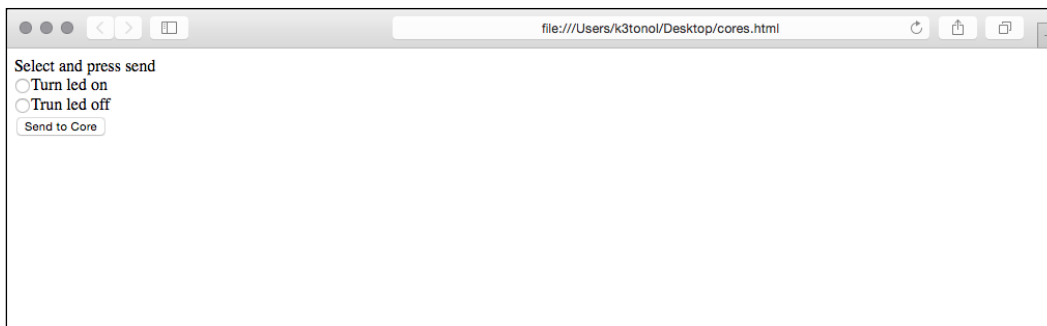 file:///Users/k3tonol/Desktop/cores.html
Select and press send
Turn led on
Trun led off
Send to Core